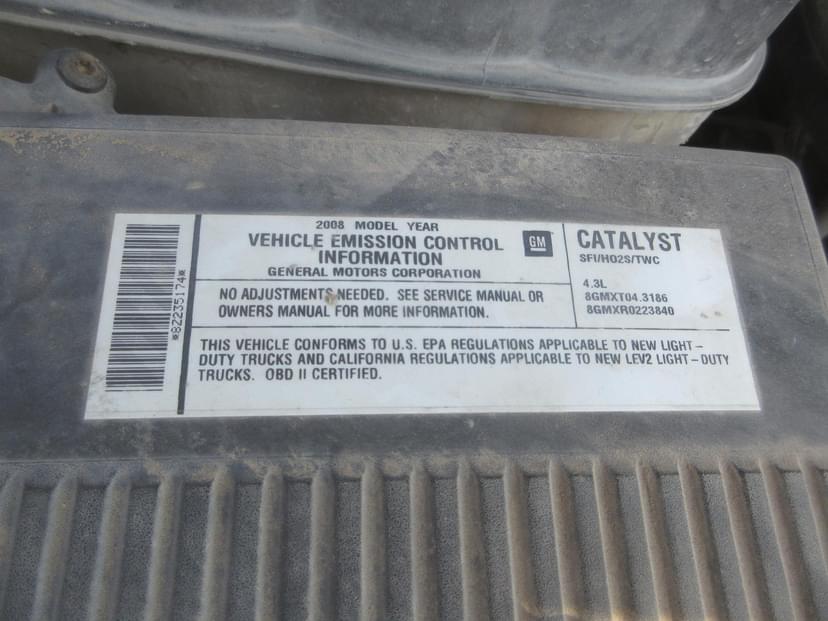 *8Z235174*
2008 MODEL YEAR
VEHICLE EMISSION CONTROL
INFORMATION
GENERAL MOTORS CORPORATION
GM
NO ADJUSTMENTS NEEDED. SEE SERVICE MANUAL OR
OWNERS MANUAL FOR MORE INFORMATION.
CATALYST
SFI/HO2S/TWC
4.3L
8GMXT04.3186
8GMXR0223840
THIS VEHICLE CONFORMS TO U.S. EPA REGULATIONS APPLICABLE TO NEW LIGHT-
DUTY TRUCKS AND CALIFORNIA REGULATIONS APPLICABLE TO NEW LEV2 LIGHT-DUTY
TRUCKS. OBD II CERTIFIED.